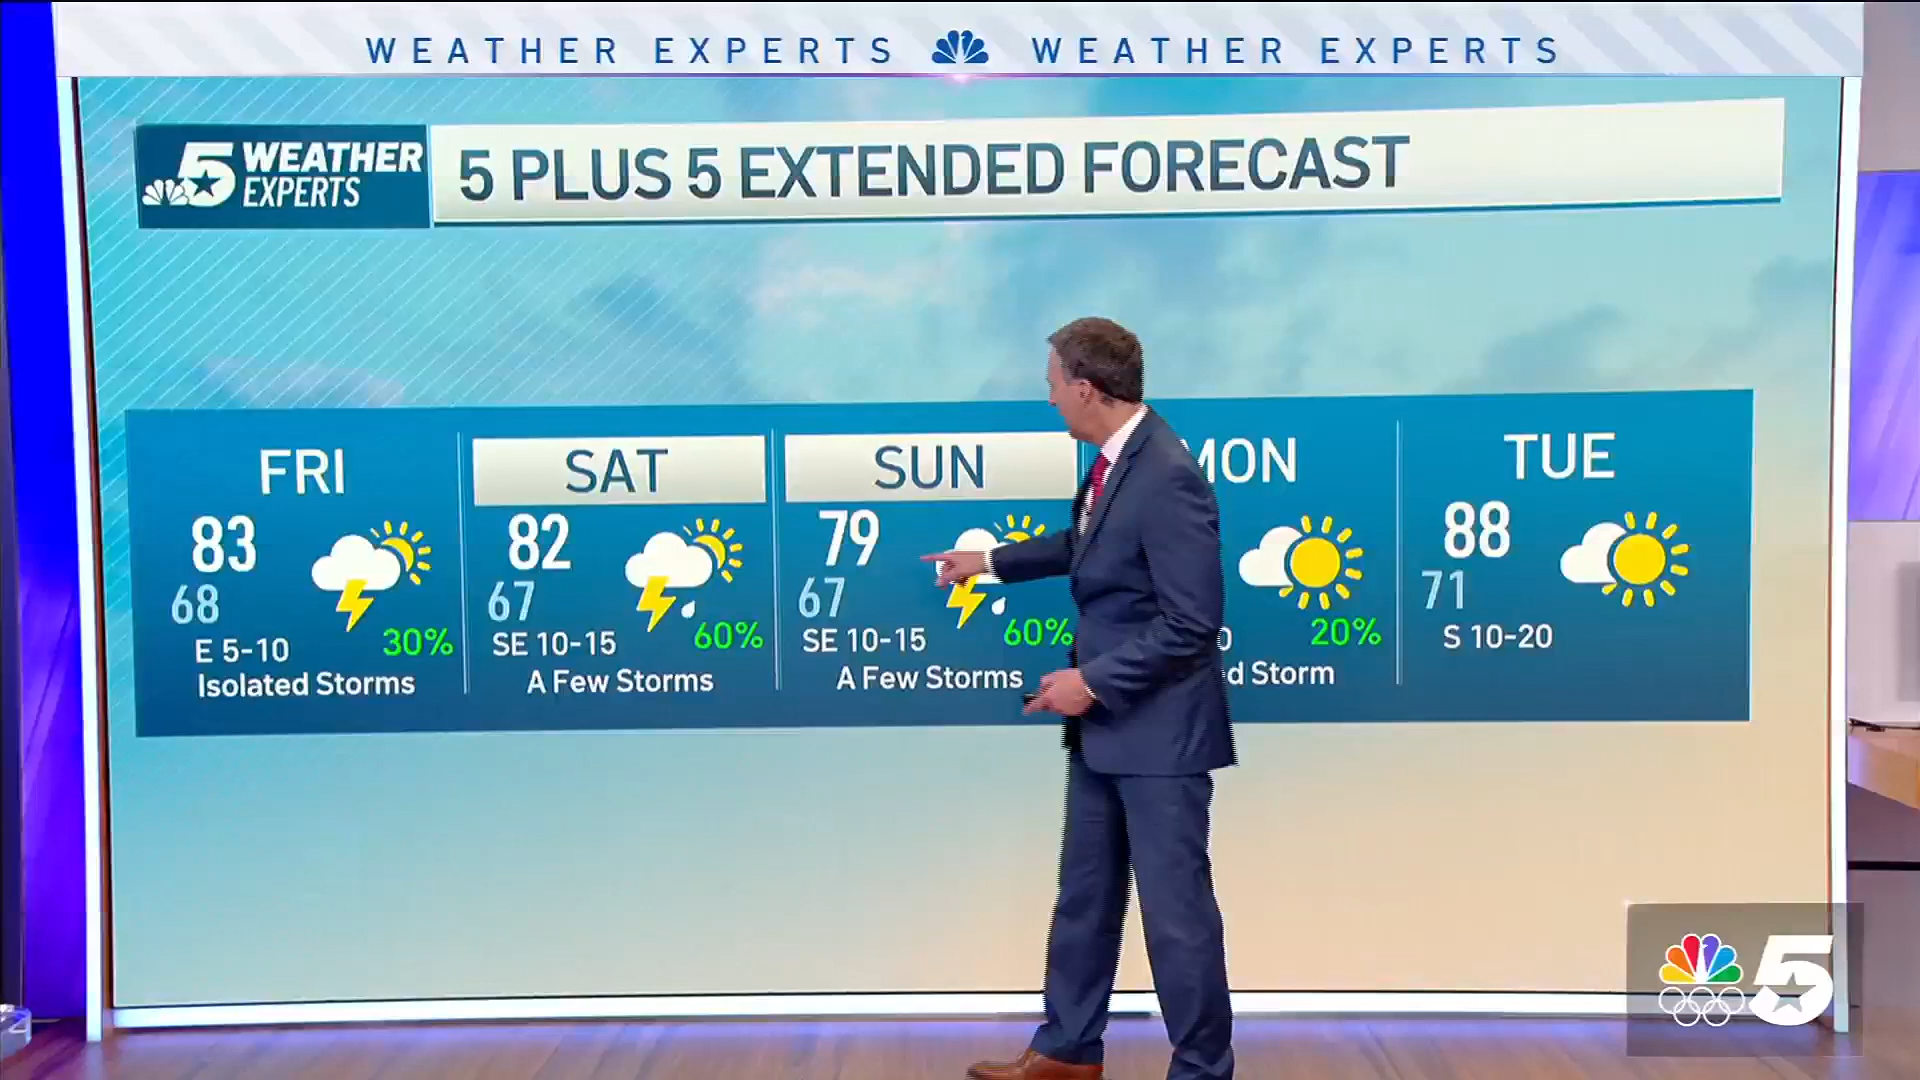 WEATHER EXPERTS WEATHER EXPERTS
5 WEATHER EXPERTS
5 PLUS 5 EXTENDED FORECAST
FRI
83
68
E 5-10
30%
Isolated Storms
SAT
82
67
SE 10-15
60%
A Few Storms
SUN
79
67
SE 10-15
60%
A Few Storms
MON
20%
d Storm
TUE
88
71
S 10-20
5